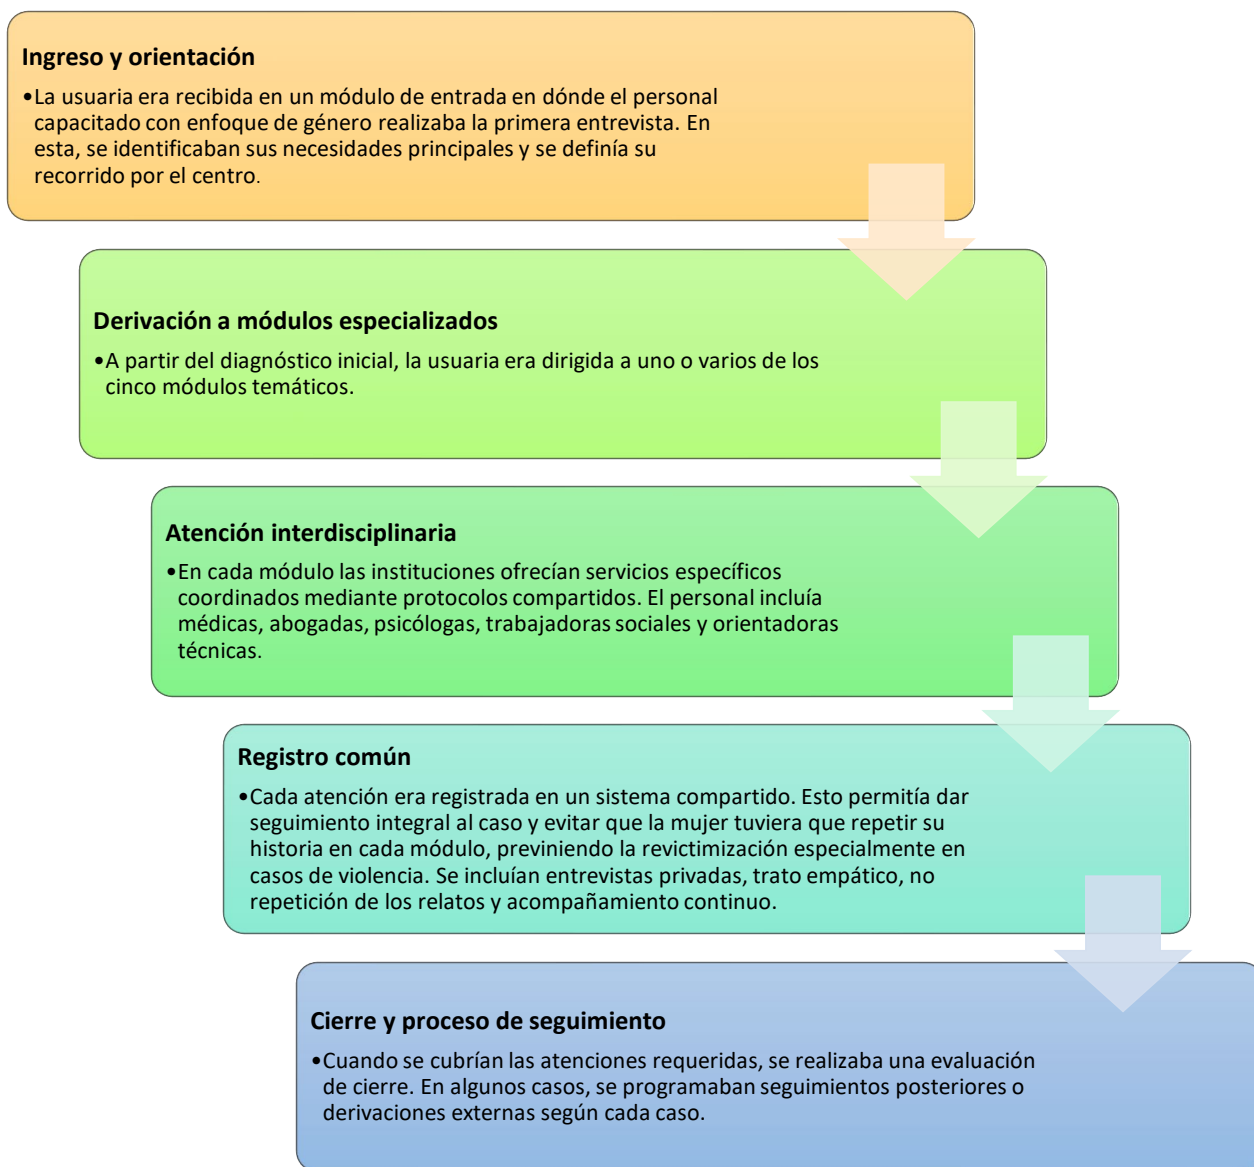 Ingreso y orientación
•La usuaria era recibida en un módulo de entrada en dónde el personal
capacitado con enfoque de género realizaba la primera entrevista. En
esta, se identificaban sus necesidades principales y se definía su
recorrido por el centro.
Derivación a módulos especializados
•A partir del diagnóstico inicial, la usuaria era dirigida a uno o varios de los
cinco módulos temáticos.
Atención interdisciplinaria
•En cada módulo las instituciones ofrecían servicios específicos
coordinados mediante protocolos compartidos. El personal incluía
médicas, abogadas, psicólogas, trabajadoras sociales y orientadoras
técnicas.
Registro común
•Cada atención era registrada en un sistema compartido. Esto permitía dar
seguimiento integral al caso y evitar que la mujer tuviera que repetir su
historia en cada módulo, previniendo la revictimización especialmente en
casos de violencia. Se incluían entrevistas privadas, trato empático, no
repetición de los relatos y acompañamiento continuo.
Cierre y proceso de seguimiento
•Cuando se cubrían las atenciones requeridas, se realizaba una evaluación
de cierre. En algunos casos, se programaban seguimientos posteriores o
derivaciones externas según cada caso.